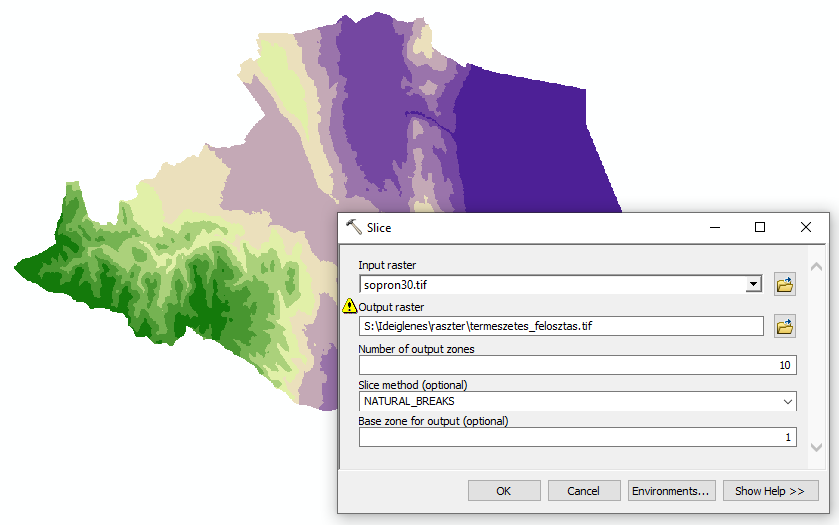 Slice
Input raster
sopron30.tif
Output raster
S:\Ideiglenes\raszter\termeszetes_felosztas.tif
Number of output zones
10
Slice method (optional)
NATURAL_BREAKS
Base zone for output (optional)
1
OK Cancel Environments... Show Help >>